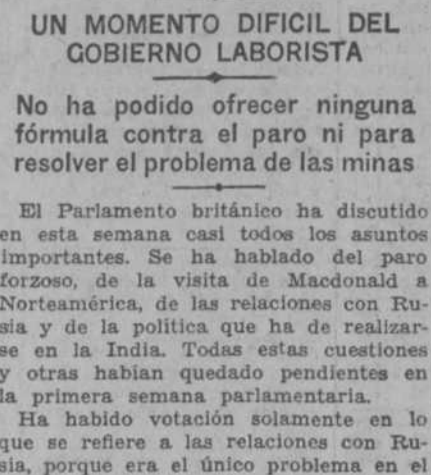 UN MOMENTO DIFICIL DEL
GOBIERNO LABORISTA
No ha podido ofrecer ninguna
fórmula contra el paro ni para
resolver el problema de las minas
El Parlamento británico ha discutido
en esta semana casi todos los asuntos
importantes. Se ha hablado del paro
forzoso, de la visita de Macdonald a
Norteamérica, de las relaciones con Ru-
sia y de la política que ha de realizar-
se en la India. Todas estas cuestiones
y otras habían quedado pendientes en
la primera semana parlamentaria.
Ha habido votación solamente en lo
que se refiere a las relaciones con Ru-
sia, porque era el único problema en el